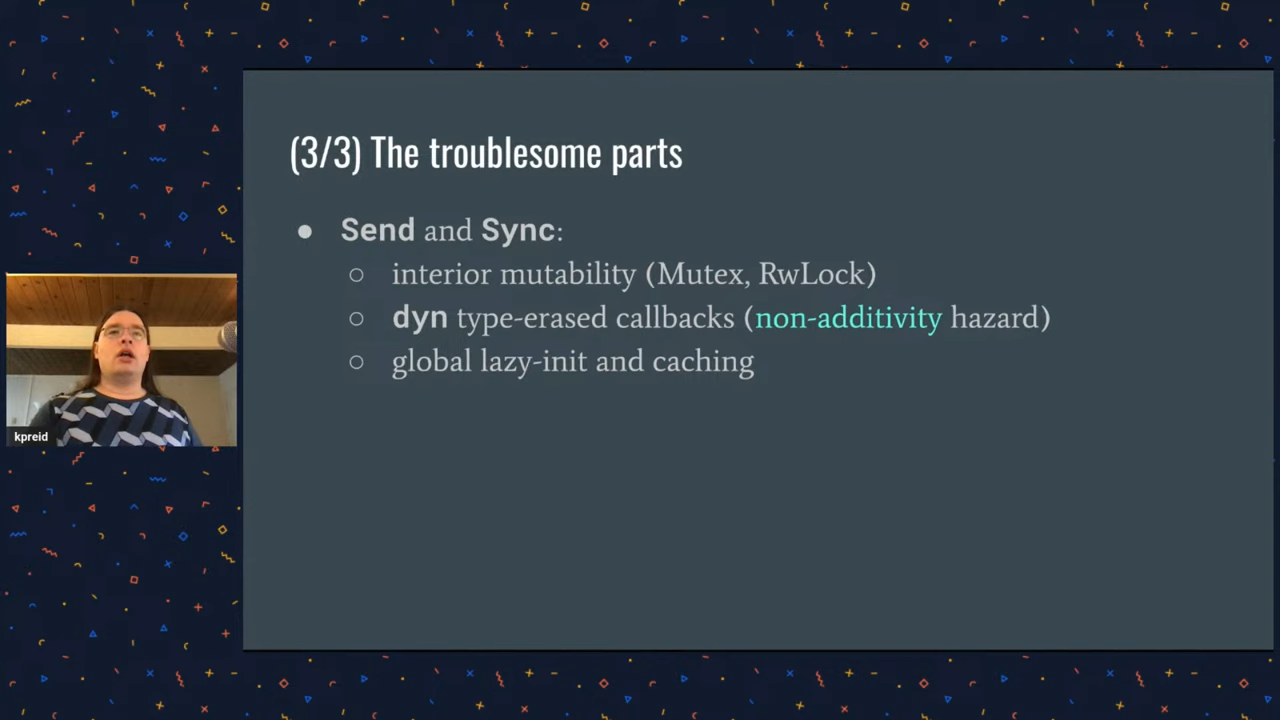 (3/3) The troublesome parts
● Send and Sync:
○ interior mutability (Mutex, RwLock)
○ dyn type-erased callbacks (non-additivity hazard)
○ global lazy-init and caching
kpreid